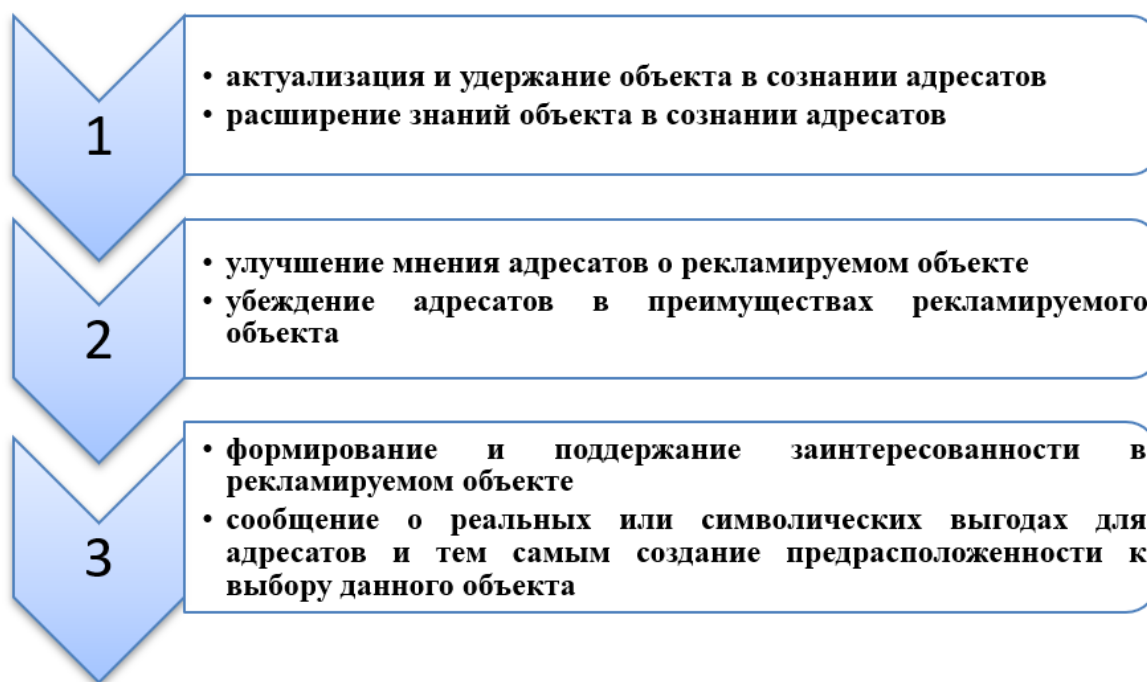 1
• актуализация и удержание объекта в сознании адресатов
• расширение знаний объекта в сознании адресатов
2
• улучшение мнения адресатов о рекламируемом объекте
• убеждение адресатов в преимуществах рекламируемого
объекта
3
• формирование и поддержание заинтересованности в
рекламируемом объекте
• сообщение о реальных или символических выгодах для
адресатов и тем самым создание предрасположенности к
выбору данного объекта